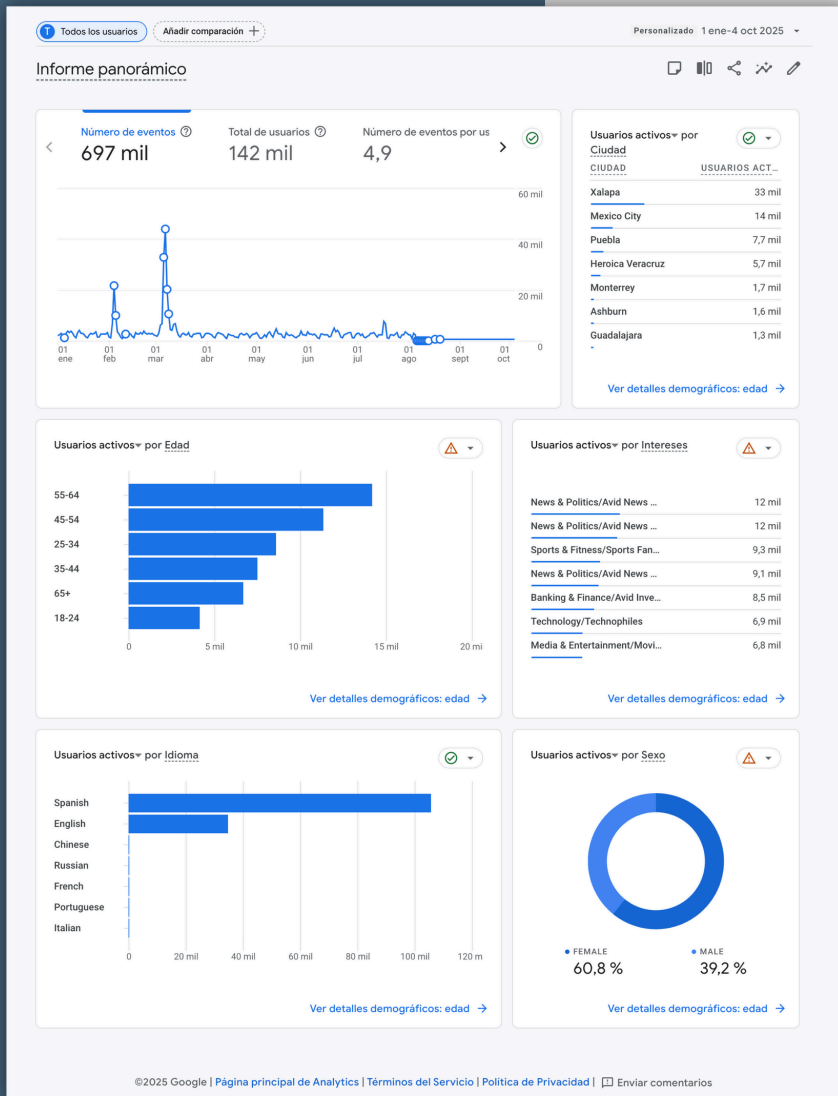 T Todos los usuarios Añadir comparación + Personalizado 1 ene-4 oct 2025
Informe panorámico
Número de eventos ? Total de usuarios ? Número de eventos por us
697 mil 142 mil 4,9
60 mil
40 mil
20 mil
0
01 01 01 01 01 01 01 01 01 01
ene feb mar abr may jun jul ago sept oct
Usuarios activos por
Ciudad
CIUDAD USUARIOS ACT...
Xalapa 33 mil
Mexico City 14 mil
Puebla 7,7 mil
Heroica Veracruz 5,7 mil
Monterrey 1,7 mil
Ashburn 1,6 mil
Guadalajara 1,3 mil
Ver detalles demográficos: edad →
Usuarios activos por Edad
55-64
45-54
25-34
35-44
65+
18-24
0 5 mil 10 mil 15 mil 20 mi
Ver detalles demográficos: edad →
Usuarios activos por Intereses
News & Politics/Avid News ... 12 mil
News & Politics/Avid News ... 12 mil
Sports & Fitness/Sports Fan... 9,3 mil
News & Politics/Avid News ... 9,1 mil
Banking & Finance/Avid Inve... 8,5 mil
Technology/Technophiles 6,9 mil
Media & Entertainment/Movi... 6,8 mil
Ver detalles demográficos: edad →
Usuarios activos por Idioma
Spanish
English
Chinese
Russian
French
Portuguese
Italian
0 20 mil 40 mil 60 mil 80 mil 100 mil 120 m
Ver detalles demográficos: edad →
Usuarios activos por Sexo
FEMALE MALE
60,8 % 39,2 %
Ver detalles demográficos: edad →
©2025 Google | Página principal de Analytics | Términos del Servicio | Política de Privacidad | Enviar comentarios